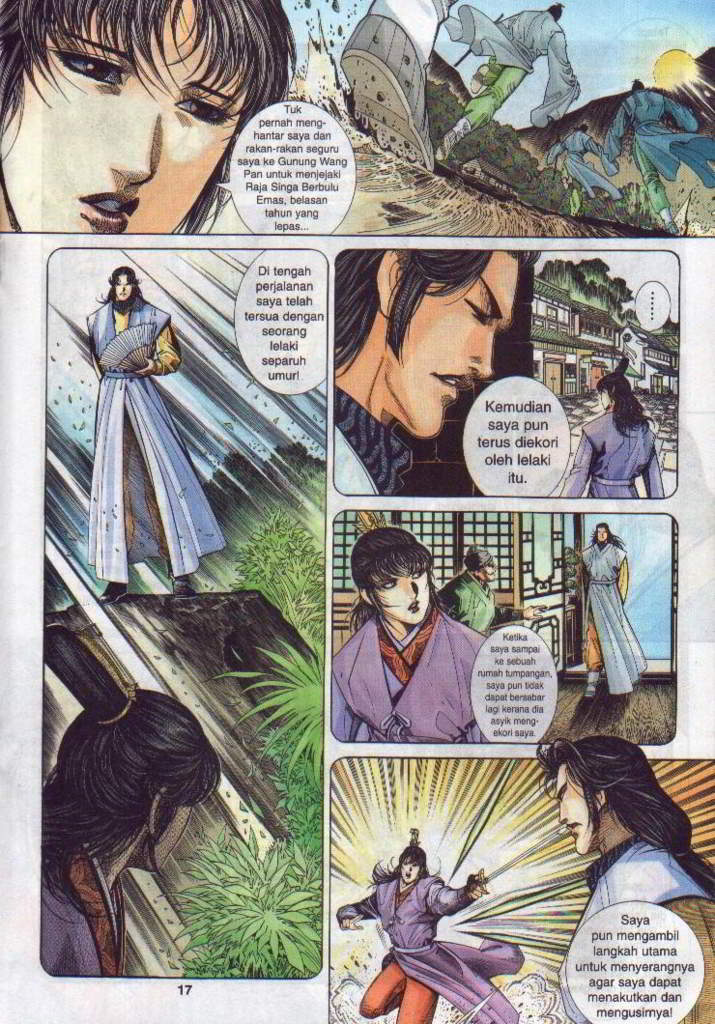 Tuk
pernah meng-
hantar saya dan
rakan-rakan seguru
saya ke Gunung Wang
Pan untuk menjejaki
Raja Singa Berbulu
Emas, belasan
tahun yang
lepas...
Di tengah
perjalanan
saya telah
tersua dengan
seorang
lelaki
separuh
umur!
......
Kemudian
saya pun
terus diekori
oleh lelaki
itu.
Ketika
saya sampai
ke sebuah
rumah tumpangan,
saya pun tidak
dapat bersabar
lagi kerana dia
asyik meng-
ekori saya.
Saya
pun mengambil
langkah utama
untuk menyerangnya
agar saya dapat
menakutkan dan
mengusirnya!
17